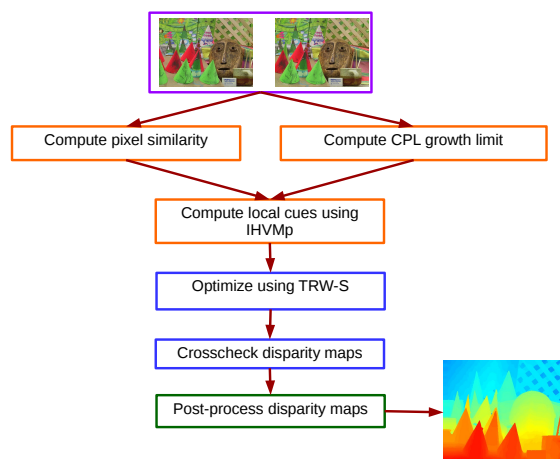 Compute pixel similarity
Compute CPL growth limit
Compute local cues using
IHVMp
Optimize using TRW-S
Crosscheck disparity maps
Post-process disparity maps